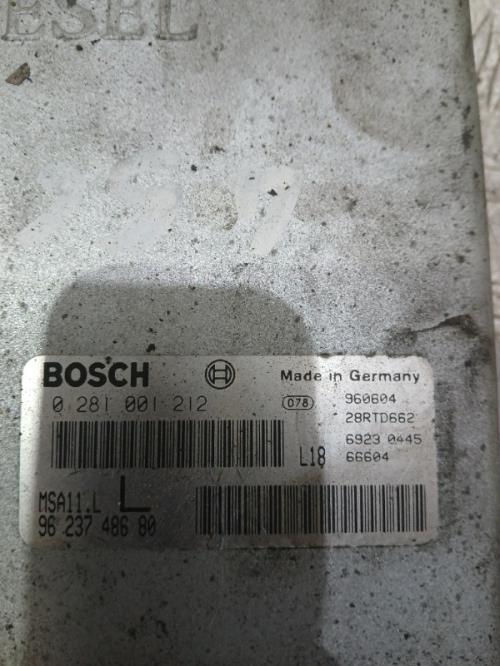 ESEL
BOSCH
Made in Germany
0 281 001 212
078
960604
28RTD662
6923 0445
L18
66604
MSA11.L L
96 237 486 80